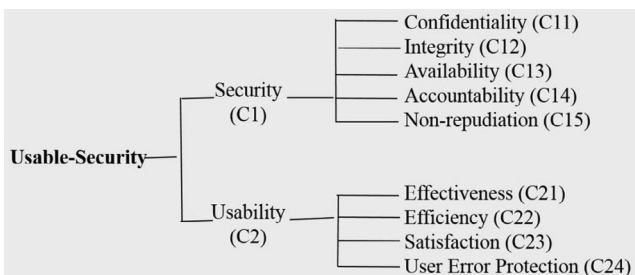 Confidentiality (C11)
Integrity (C12)
Availability (C13)
Security
Accountability (C14)
(C1)
Non-repudiation (C15)
Usable-Security
Effectiveness (C21)
Usability
Efficiency (C22)
(C2)
Satisfaction (C23)
User Error Protection (C24)